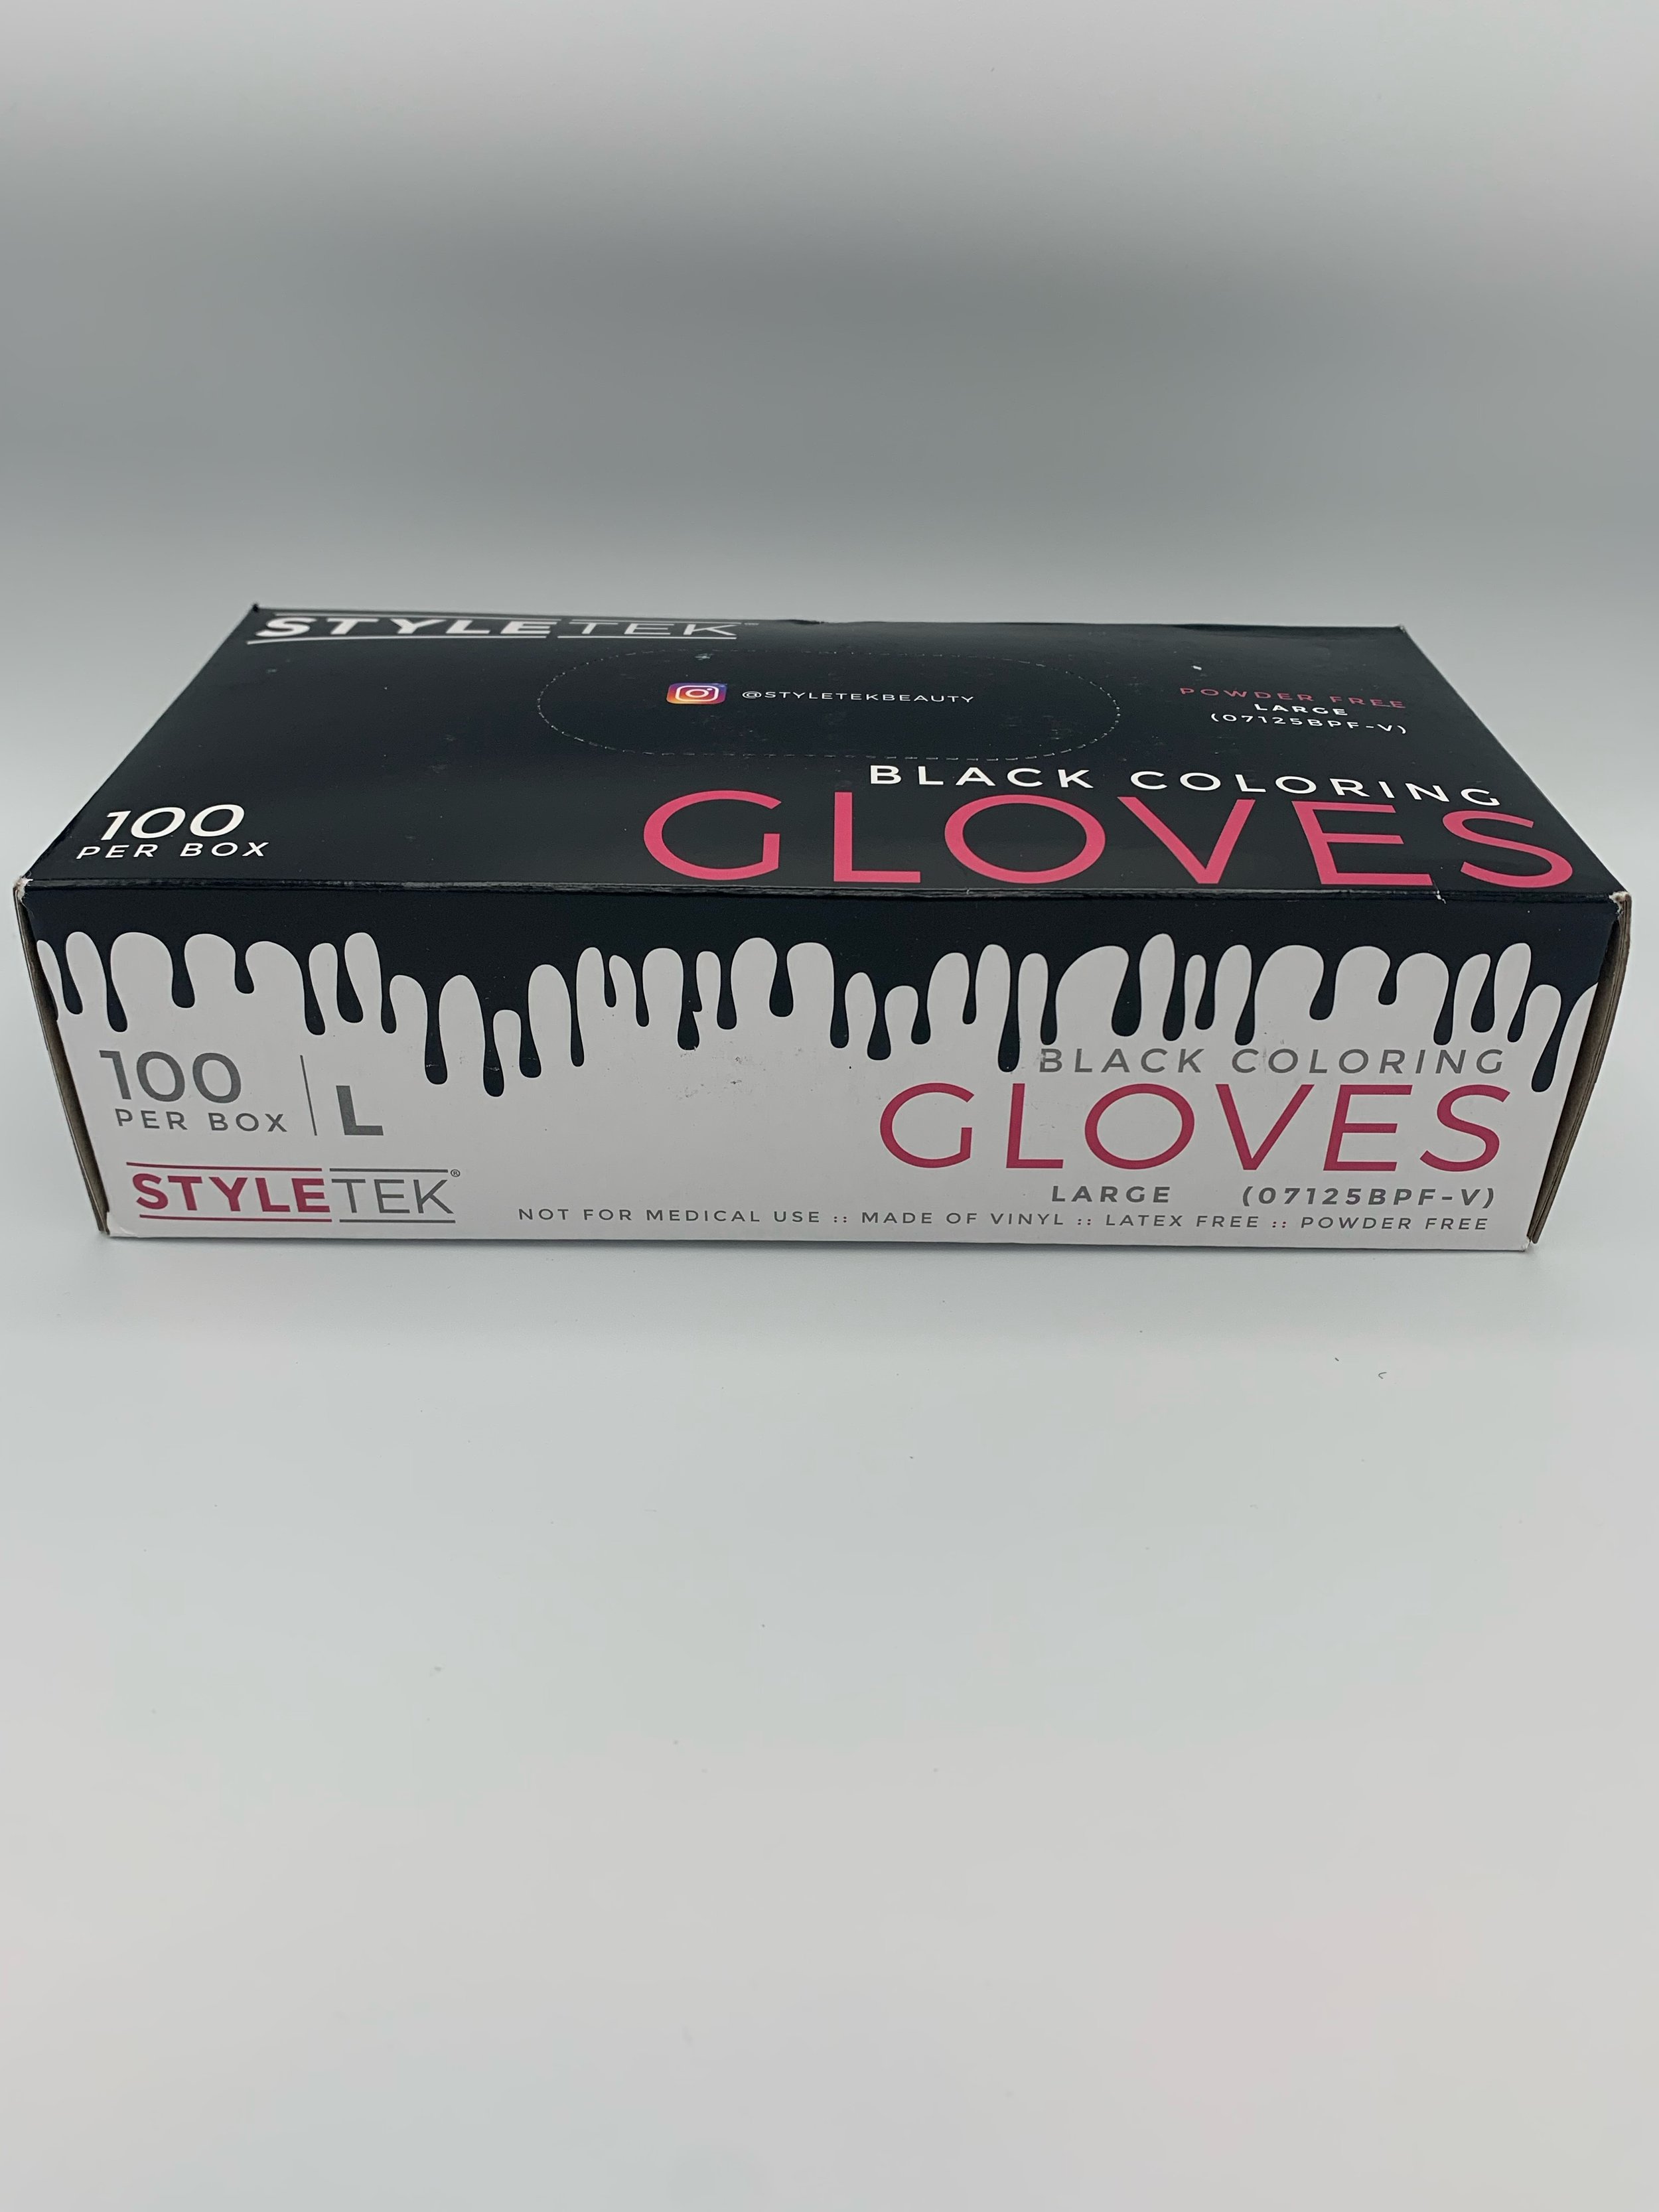 STYLETEK
@STYLETEKBEAUTY
POWDER FREE
LARGE
(07125BPF-V)
BLACK COLORING
GLOVES
100
PER BOX
100
PER BOX
L
BLACK COLORING
GLOVES
LARGE (07125BPF-V)
STYLETEK®
NOT FOR MEDICAL USE :: MADE OF VINYL :: LATEX FREE :: POWDER FREE